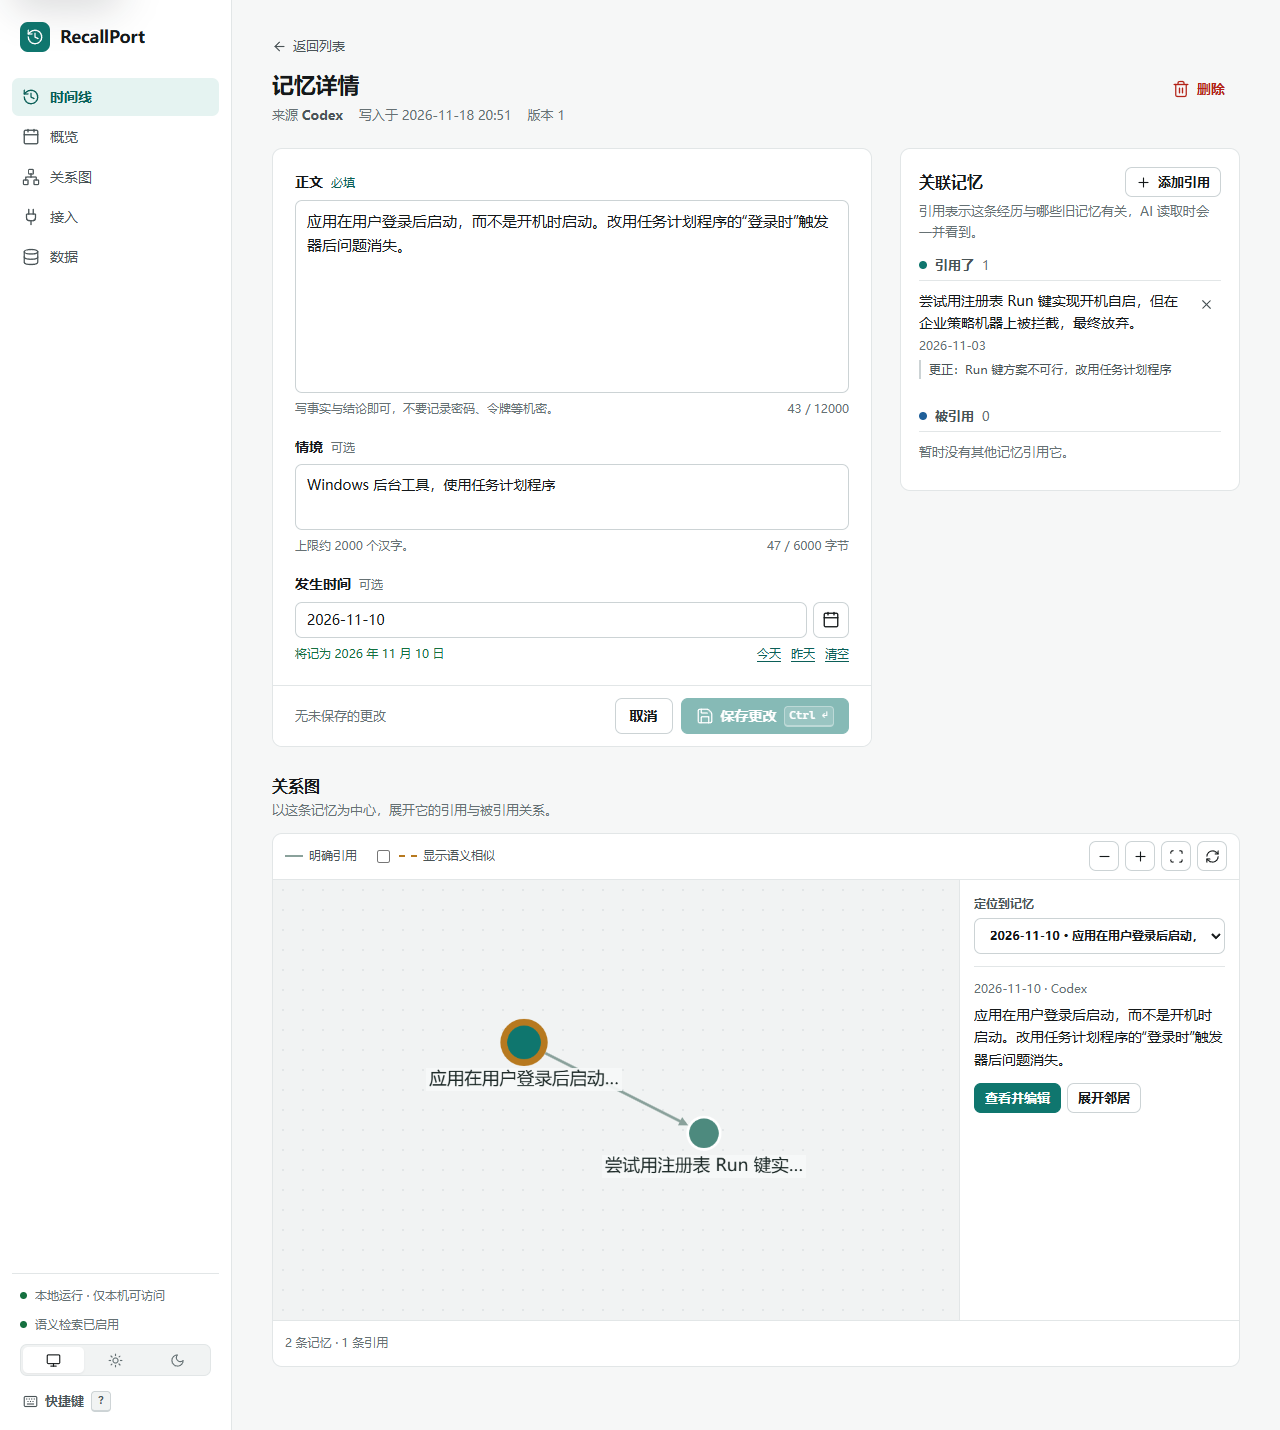 RecallPort
时间线
概览
关系图
接入
数据
返回列表
记忆详情
来源 Codex 写入于 2026-11-18 20:51 版本 1
删除
正文 必填
应用在用户登录后启动，而不是开机时启动。改用任务计划程序的“登录时”触发
器后问题消失。
写事实与结论即可，不要记录密码、令牌等机密。
43 / 12000
情境 可选
Windows 后台工具，使用任务计划程序
上限约 2000 个汉字。
47 / 6000 字节
发生时间 可选
2026-11-10
将记为 2026 年 11 月 10 日
今天 昨天 清空
无未保存的更改
取消
保存更改 Ctrl ↵
关联记忆
添加引用
引用表示这条经历与哪些旧记忆有关，AI 读取时会
一并看到。
引用了 1
尝试用注册表 Run 键实现开机自启，但在
企业策略机器上被拦截，最终放弃。
2026-11-03
更正：Run 键方案不可行，改用任务计划程序
被引用 0
暂时没有其他记忆引用它。
关系图
以这条记忆为中心，展开它的引用与被引用关系。
明确引用
显示语义相似
应用在用户登录后启动...
尝试用注册表 Run 键实...
定位到记忆
2026-11-10 · 应用在用户登录后启动，
2026-11-10 · Codex
应用在用户登录后启动，而不是开机时
启动。改用任务计划程序的“登录时”触发
器后问题消失。
查看并编辑
展开邻居
2 条记忆 · 1 条引用
本地运行 · 仅本机可访问
语义检索已启用
快捷键 ?